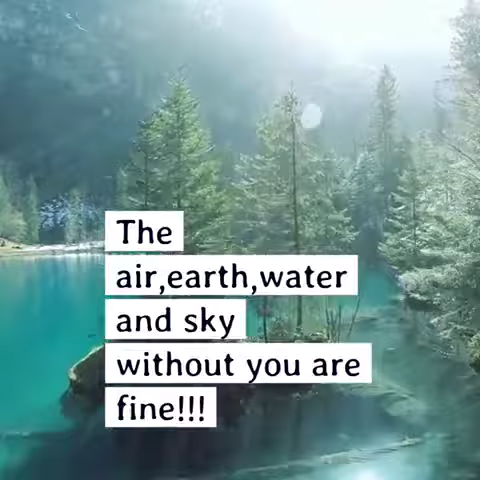 The
air,earth,water
and sky
without you are
fine!!!